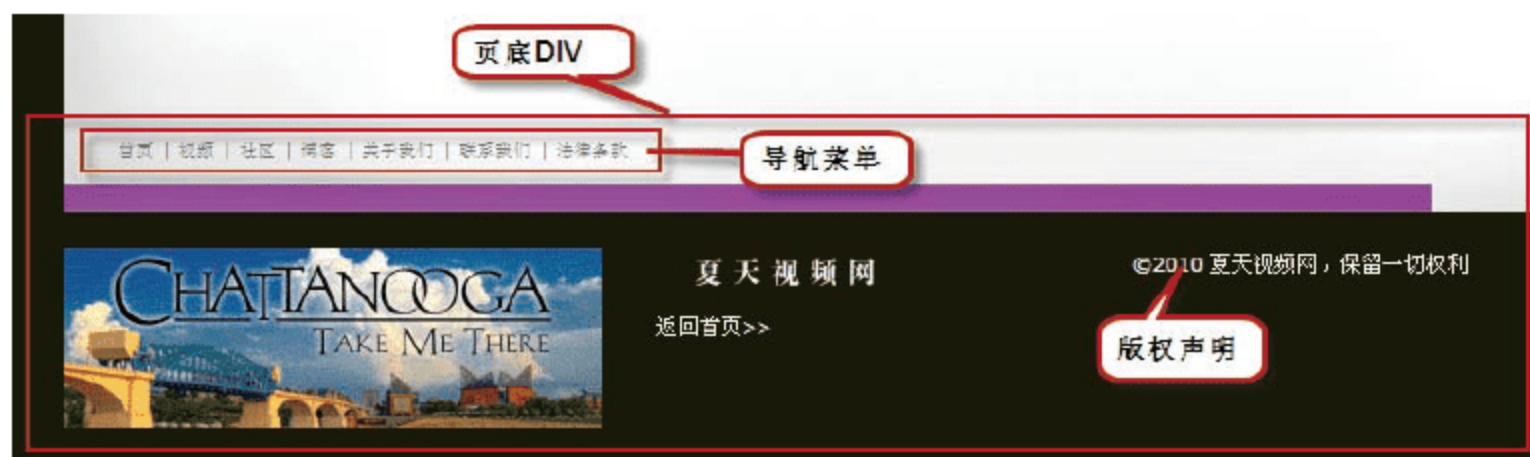 页底DIV
首页 | 视频 | 社区 | 博客 | 关于我们 | 联系我们 | 法律条款
导航菜单
CHATTANOOGA
TAKE ME THERE
夏天视频网
返回首页>>
©2010 夏天视频网，保留一切权利
版权声明